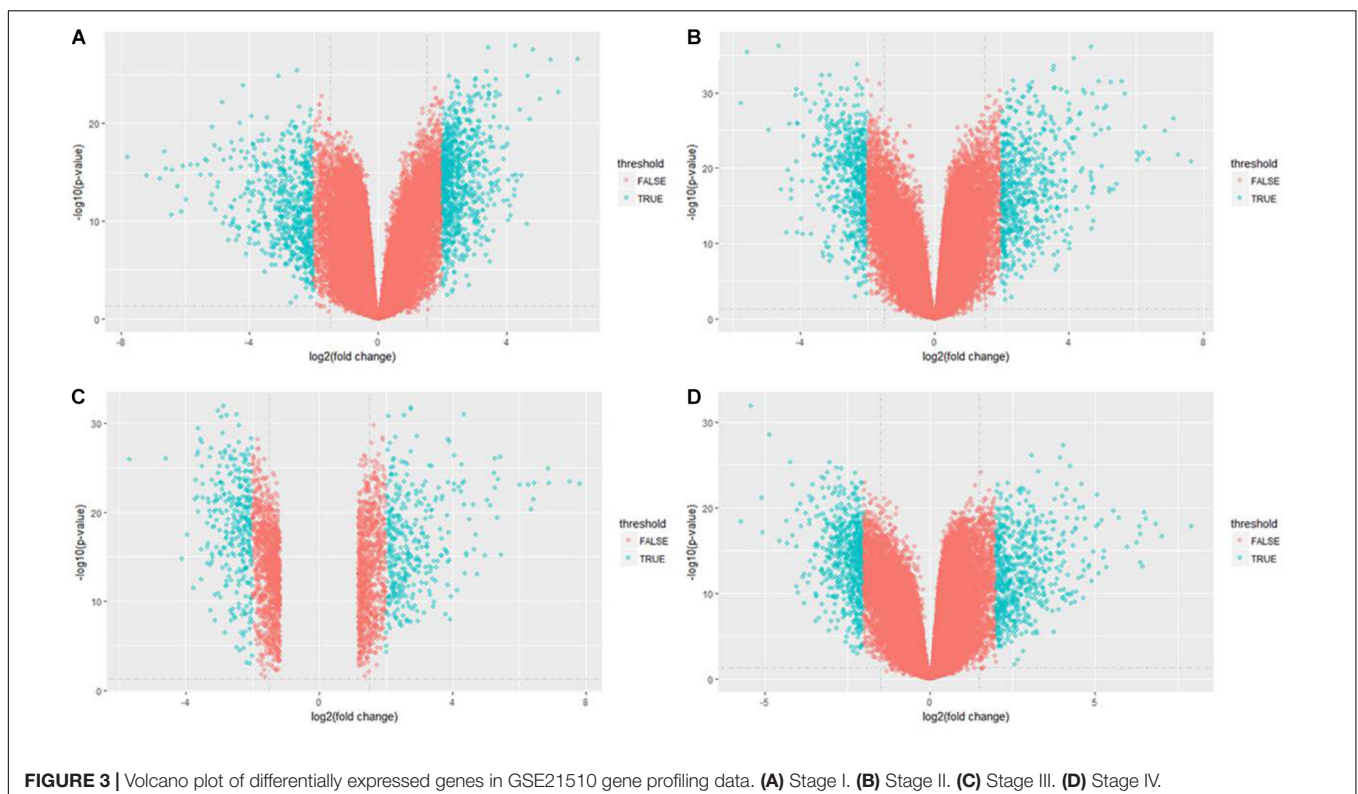 A
-log10(p-value)
20
10
0
-8
-4
0
4
log2(fold change)
threshold
FALSE
TRUE
B
-log10(p-value)
30
20
10
0
-4
0
4
8
log2(fold change)
threshold
FALSE
TRUE
C
-log10(p-value)
30
20
10
0
-4
0
4
8
log2(fold change)
threshold
FALSE
TRUE
D
-log10(p-value)
30
20
10
0
-5
0
5
log2(fold change)
threshold
FALSE
TRUE
FIGURE 3 | Volcano plot of differentially expressed genes in GSE21510 gene profiling data. (A) Stage I. (B) Stage II. (C) Stage III. (D) Stage IV.